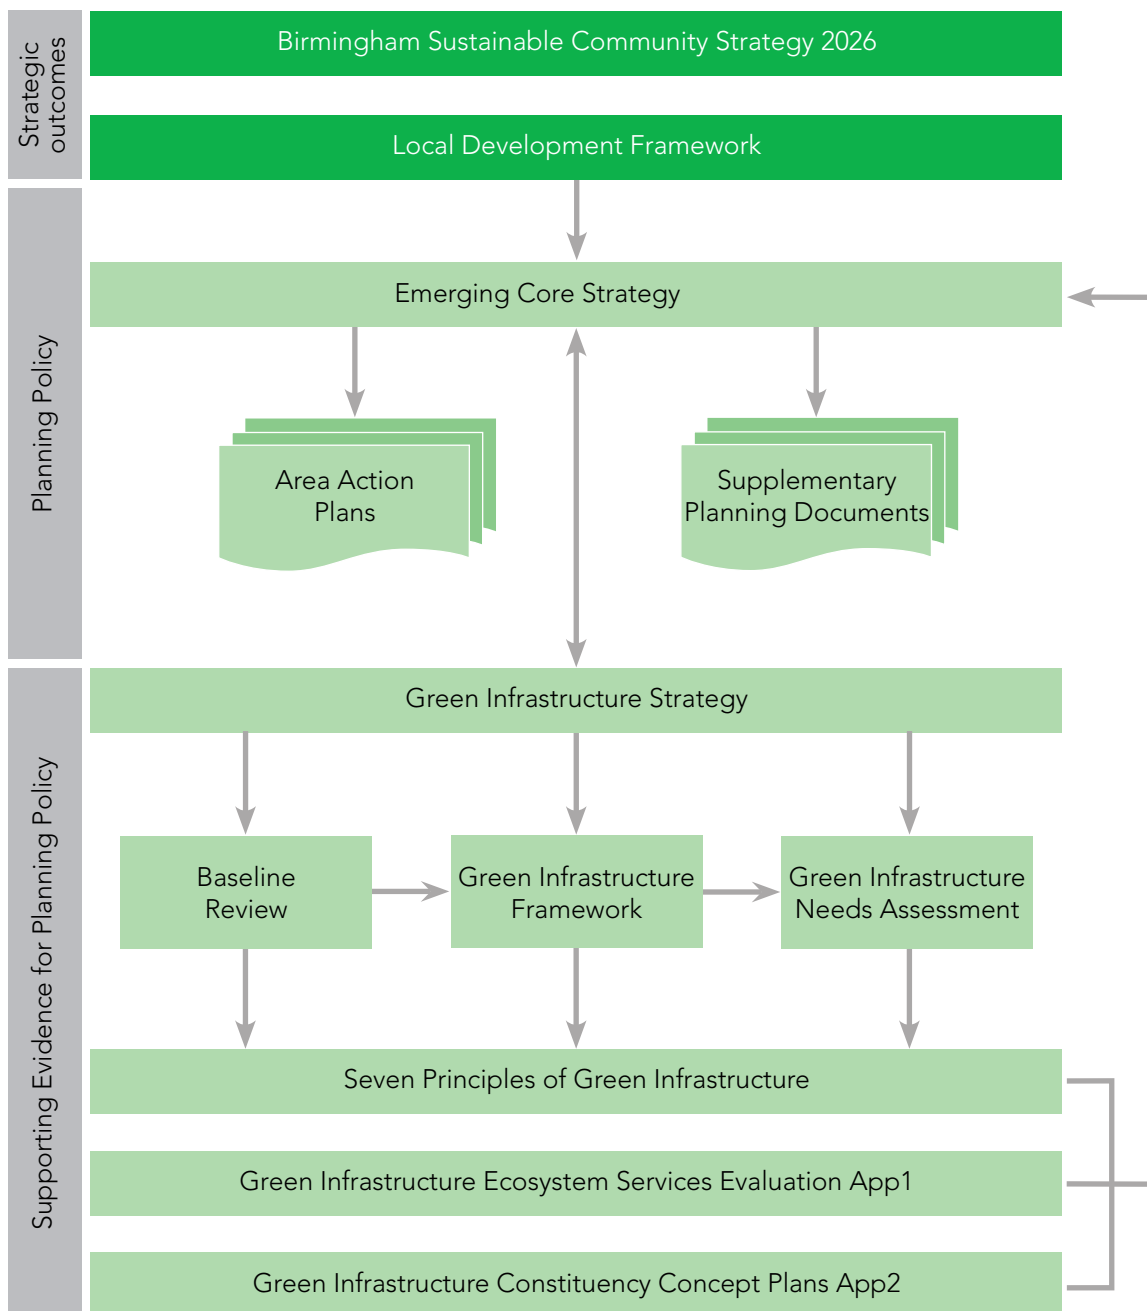 Strategic
outcomes
Birmingham Sustainable Community Strategy 2026
Local Development Framework
Planning Policy
Emerging Core Strategy
Area Action
Plans
Supplementary
Planning Documents
Supporting Evidence for Planning Policy
Green Infrastructure Strategy
Baseline
Review
Green Infrastructure
Framework
Green Infrastructure
Needs Assessment
Seven Principles of Green Infrastructure
Green Infrastructure Ecosystem Services Evaluation App1
Green Infrastructure Constituency Concept Plans App2